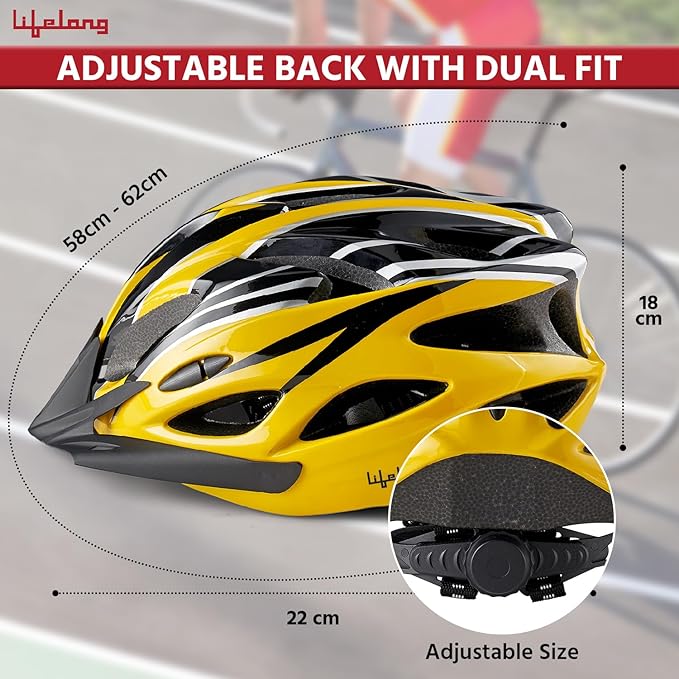 Lifelong
ADJUSTABLE BACK WITH DUAL FIT
58cm - 62cm
18
cm
Lifelong
22 cm
Adjustable Size